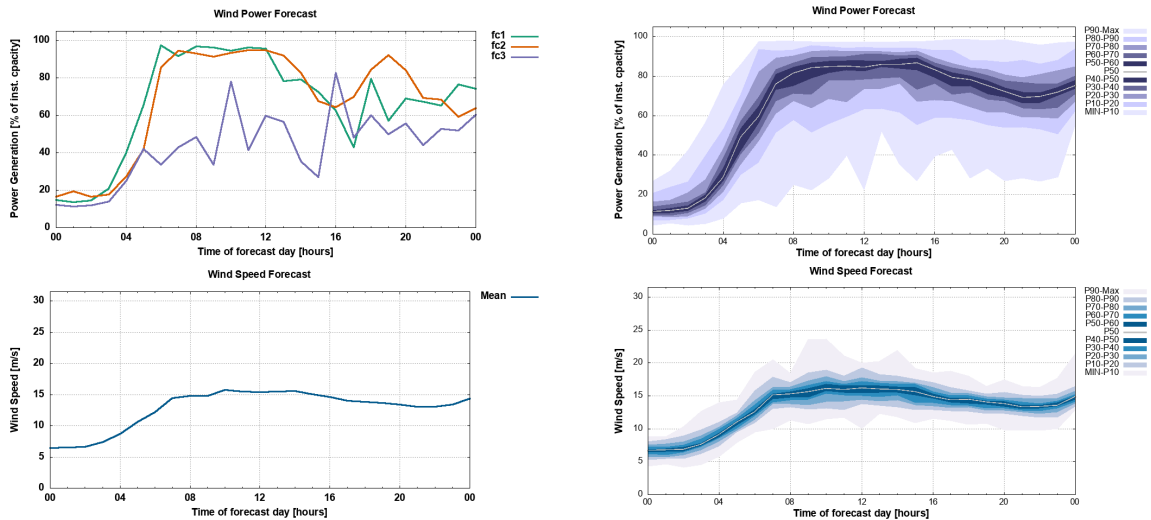 Wind Power Forecast
Power Generation [% of Inst. cpacity]
100
80
60
40
20
0
00 04 08 12 16 20 00
Time of forecast day [hours]
fc1
fc2
fc3
Wind Power Forecast
Power Generation [% of Inst. cpacity]
100
80
60
40
20
0
00 04 08 12 16 20 00
Time of forecast day [hours]
P90-Max
P80-P90
P70-P80
P60-P70
P50-P60
P50
P40-P50
P30-P40
P20-P30
P10-P20
MIN-P10
Wind Speed Forecast
Wind Speed [m/s]
30
25
20
15
10
5
0
00 04 08 12 16 20 00
Time of forecast day [hours]
Mean
Wind Speed Forecast
Wind Speed [m/s]
30
25
20
15
10
5
0
00 04 08 12 16 20 00
Time of forecast day [hours]
P90-Max
P80-P90
P70-P80
P60-P70
P50-P60
P50
P40-P50
P30-P40
P20-P30
P10-P20
MIN-P10